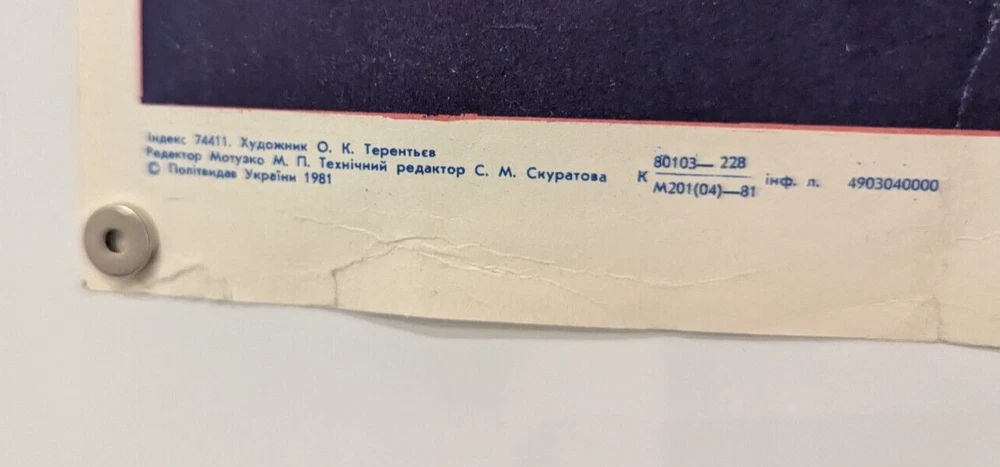 Індекс 74411. Художник О. К. Терентьєв
Редактор Мотузко М. П. Технічний редактор С. М. Скуратова
© Політвидав України 1981
К 80103— 228
М201(04)—81 інф. л. 4903040000